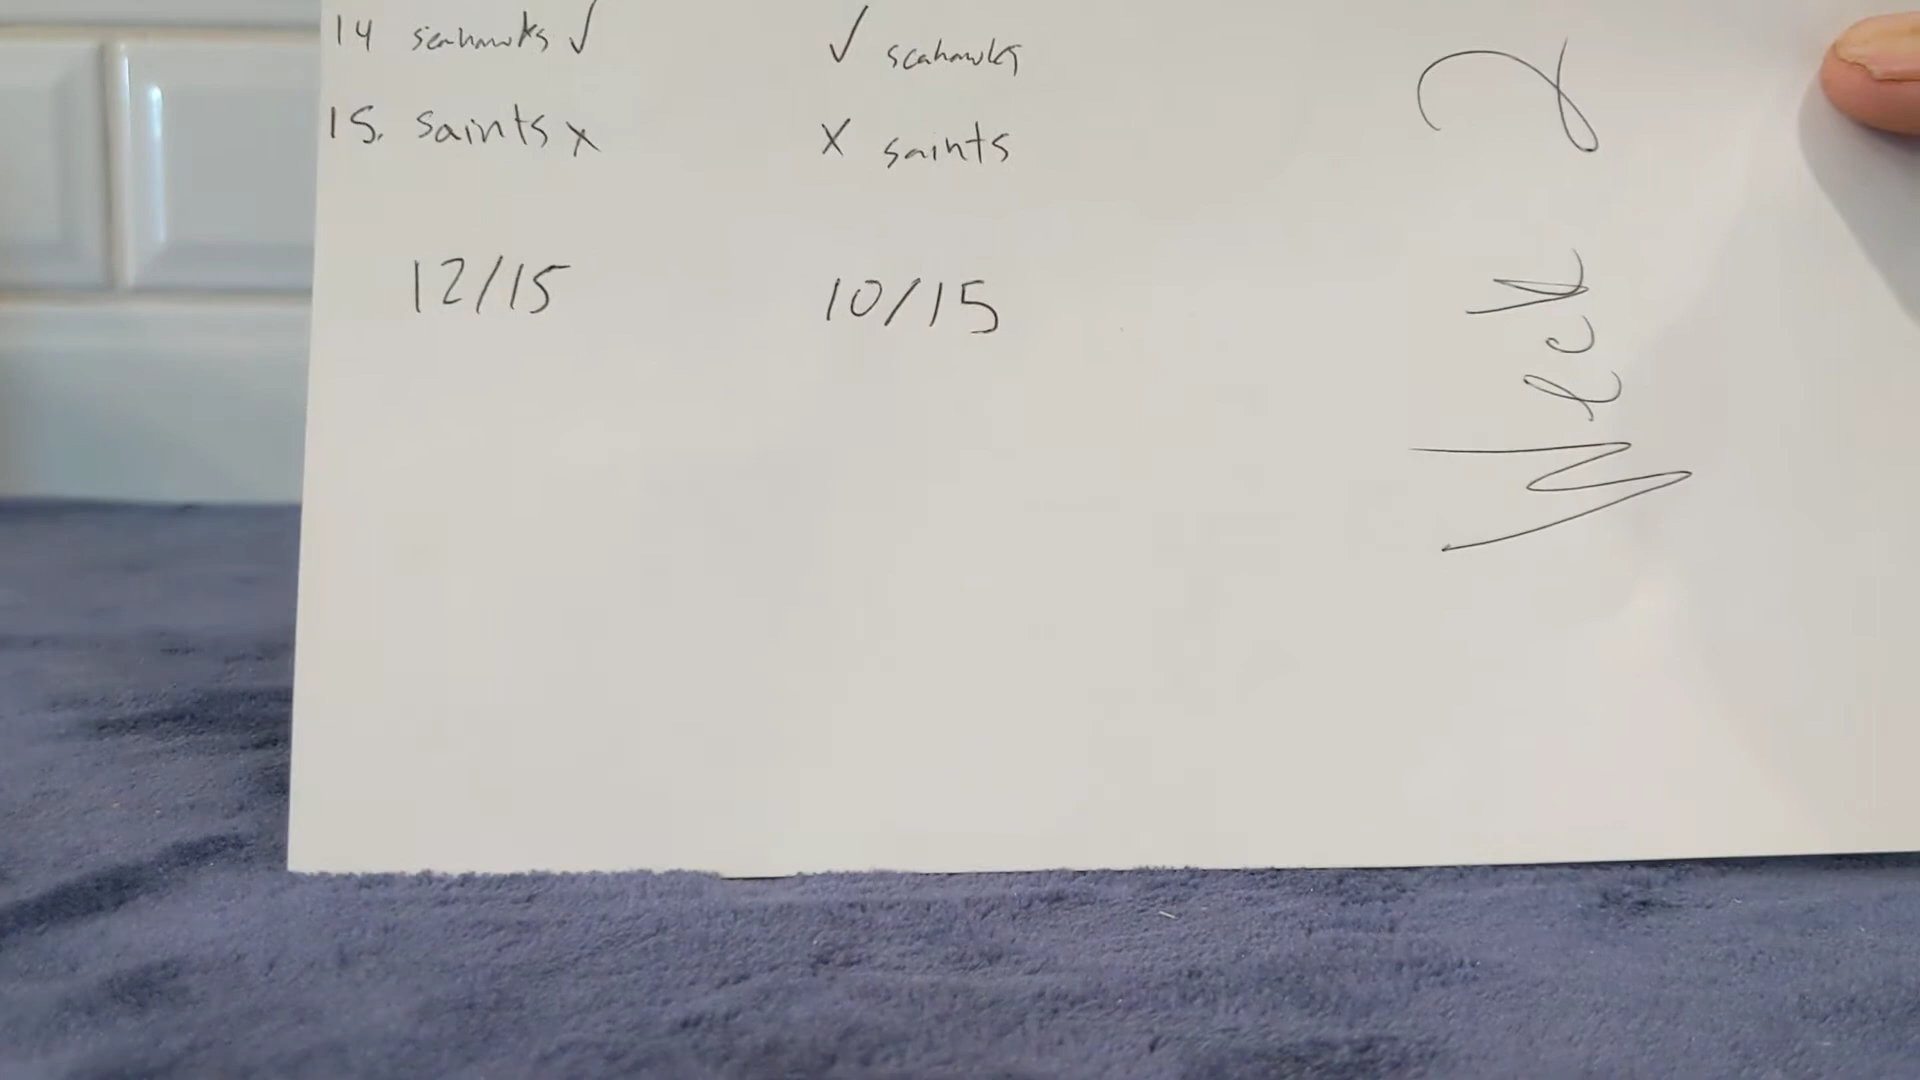 14 seahawks ✓ ✓ seahawks
15. saints x x saints
12/15 10/15
Week 2